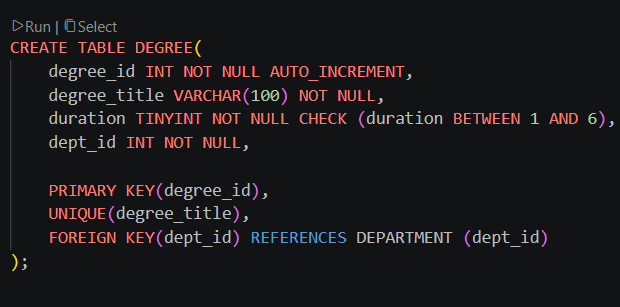 Run | Select
CREATE TABLE DEGREE(
    degree_id INT NOT NULL AUTO_INCREMENT,
    degree_title VARCHAR(100) NOT NULL,
    duration TINYINT NOT NULL CHECK (duration BETWEEN 1 AND 6),
    dept_id INT NOT NULL,

    PRIMARY KEY(degree_id),
    UNIQUE(degree_title),
    FOREIGN KEY(dept_id) REFERENCES DEPARTMENT (dept_id)
);